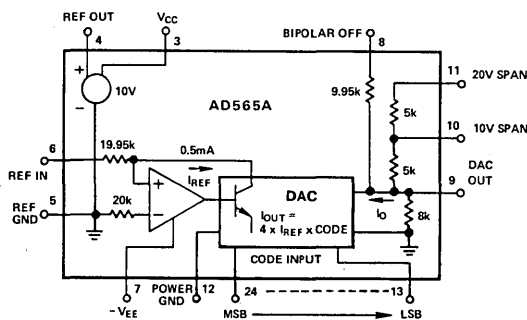 REF OUT
VCC
BIPOLAR OFF
4
3
8
11
20V SPAN
+
10V
−
AD565A
9.95k
5k
10
10V SPAN
6
REF IN
19.95k
0.5mA
5k
9
DAC OUT
IREF
DAC
IO
5
REF GND
20k
+
−
IOUT =
4 x IREF x CODE
8k
CODE INPUT
7
−VEE
POWER GND
12
24
13
MSB
LSB